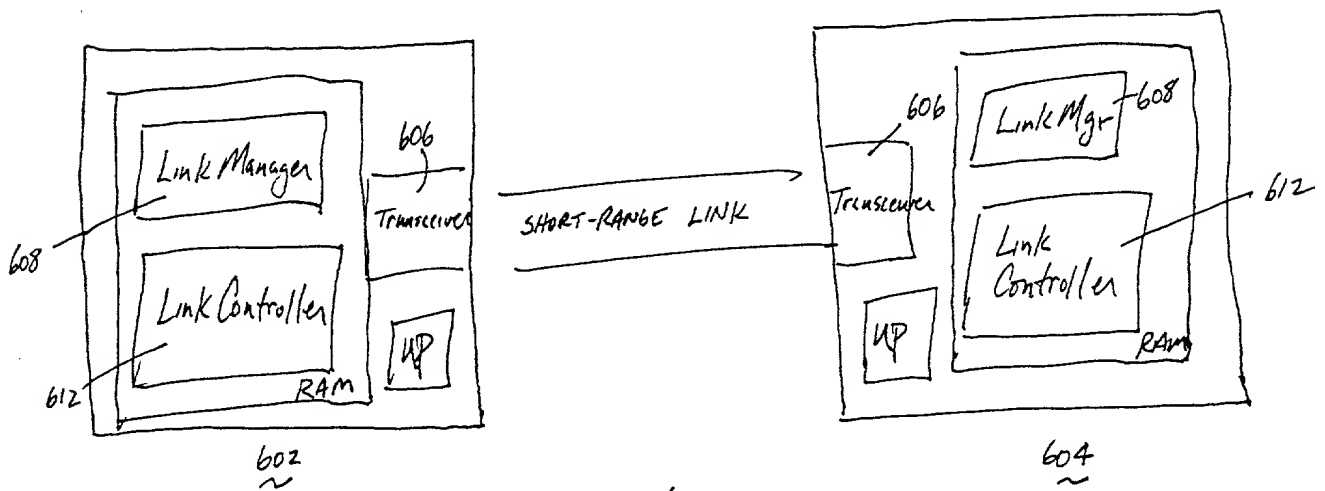 Link Manager
606
Transceiver
608
Link Controller
612
RAM
UP
602
SHORT-RANGE LINK
606
Link Mgr
608
Transceiver
612
Link
Controller
UP
RAM
604